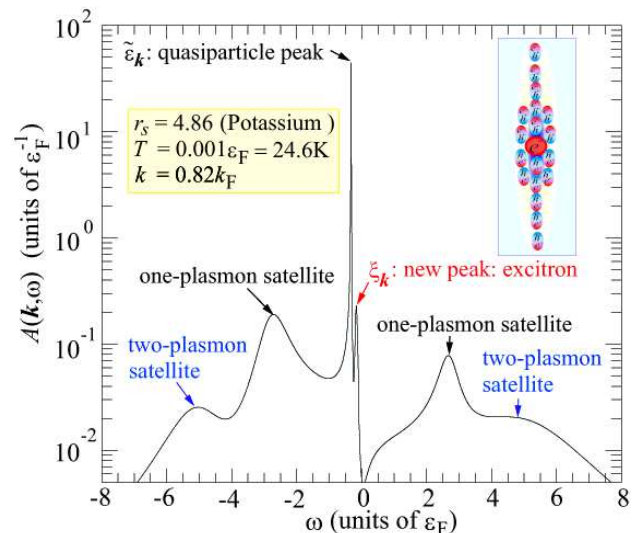 10^2
10^1
10^0
10^-1
10^-2
A(k,ω) (units of ε_F^-1)
ε̃_k: quasiparticle peak
r_s = 4.86 (Potassium )
T = 0.001ε_F = 24.6K
k = 0.82k_F
one-plasmon satellite
ξ_k: new peak: excitron
one-plasmon satellite
two-plasmon
satellite
two-plasmon
satellite
-8 -6 -4 -2 0 2 4 6 8
ω (units of ε_F)